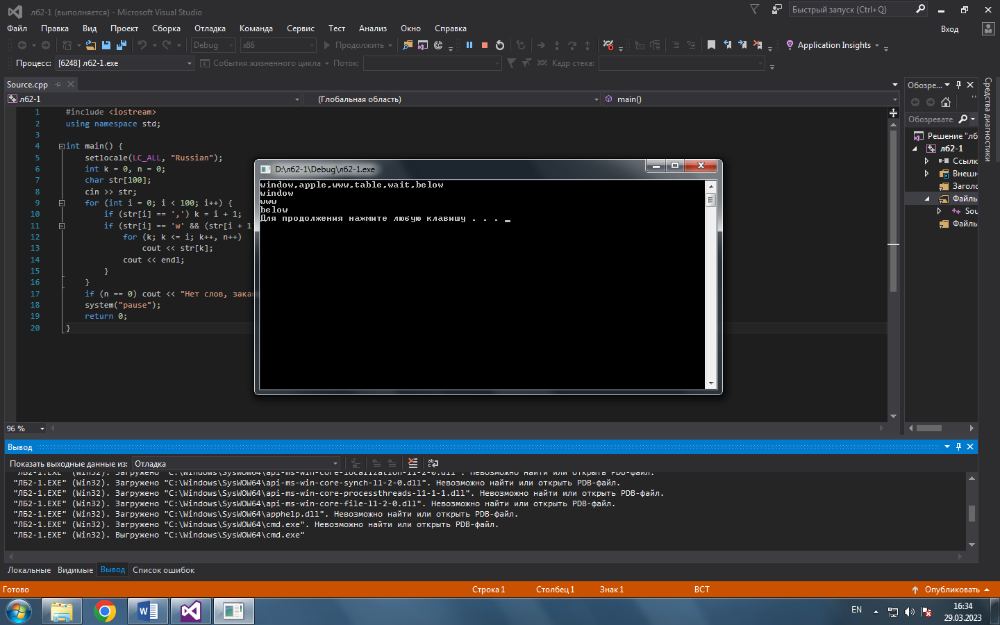 лб2-1 (выполняется) - Microsoft Visual Studio
Быстрый запуск (Ctrl+Q)
Файл Правка Вид Проект Сборка Отладка Команда Сервис Тест Анализ Окно Справка
Вход
Debug x86 Продолжить Application Insights
Процесс: [6248] лб2-1.exe События жизненного цикла Поток: Кадр стека:
Source.cpp
лб2-1 (Глобальная область) main()
1 #include <iostream>
2 using namespace std;
3
4 int main() {
5 setlocale(LC_ALL, "Russian");
6 int k = 0, n = 0;
7 char str[100];
8 cin >> str;
9 for (int i = 0; i < 100; i++) {
10 if (str[i] == ',') k = i + 1;
11 if (str[i] == 'w' && (str[i + 1
12 for (k; k <= i; k++, n++)
13 cout << str[k];
14 cout << endl;
15 }
16 }
17 if (n == 0) cout << "Нет слов, зака
18 system("pause");
19 return 0;
20 }
D:\лб2-1\Debug\лб2-1.exe
window,apple,www,table,wait,below
window
www
below
Для продолжения нажмите любую клавишу . . .
Обозре...
Обозревате
Решение "лб
лб2-1
Ссылк
Внешн
Заголо
Файль
Sou
Файль
Средства диагностики
96 %
Вывод
Показать выходные данные из: Отладка
"ЛБ2-1.EXE" (Win32). Загружено "C:\Windows\SysWOW64\api-ms-win-core-localization-l1-2-0.dll". Невозможно найти или открыть PDB-файл.
"ЛБ2-1.EXE" (Win32). Загружено "C:\Windows\SysWOW64\api-ms-win-core-synch-l1-2-0.dll". Невозможно найти или открыть PDB-файл.
"ЛБ2-1.EXE" (Win32). Загружено "C:\Windows\SysWOW64\api-ms-win-core-processthreads-l1-1-1.dll". Невозможно найти или открыть PDB-файл.
"ЛБ2-1.EXE" (Win32). Загружено "C:\Windows\SysWOW64\api-ms-win-core-file-l1-2-0.dll". Невозможно найти или открыть PDB-файл.
"ЛБ2-1.EXE" (Win32). Загружено "C:\Windows\SysWOW64\apphelp.dll". Невозможно найти или открыть PDB-файл.
"ЛБ2-1.EXE" (Win32). Загружено "C:\Windows\SysWOW64\cmd.exe". Невозможно найти или открыть PDB-файл.
"ЛБ2-1.EXE" (Win32). Выгружено "C:\Windows\SysWOW64\cmd.exe"
Локальные Видимые Вывод Список ошибок
Готово Строка 1 Столбец 1 Знак 1 ВСТ Опубликовать
EN 16:34
29.03.2023